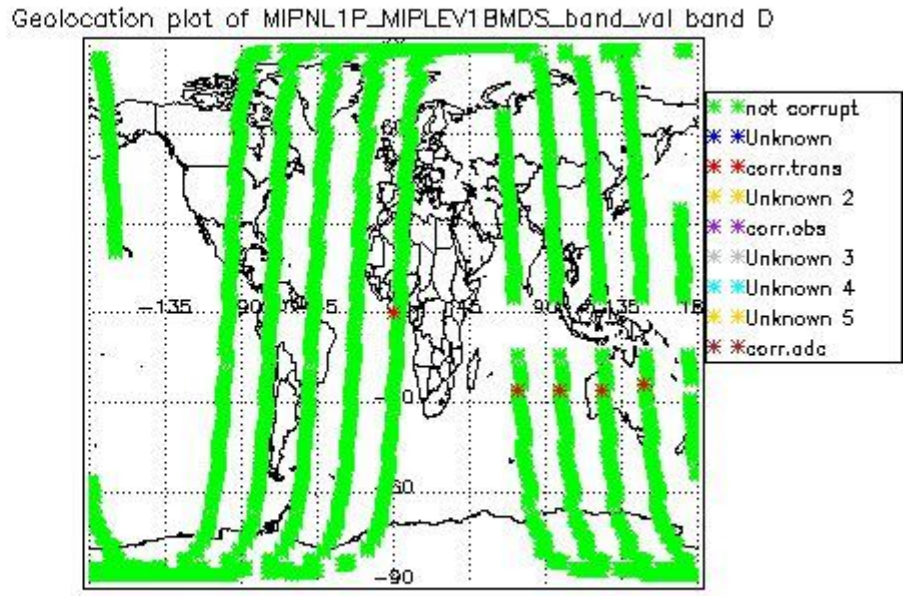 Geolocation plot of MIPNL1P_MIPLEV1BMDS_band_val band D
not corrupt
Unknown
corr.trans
Unknown 2
corr.obs
Unknown 3
Unknown 4
Unknown 5
corr.adc
-135
90
135
60
-90